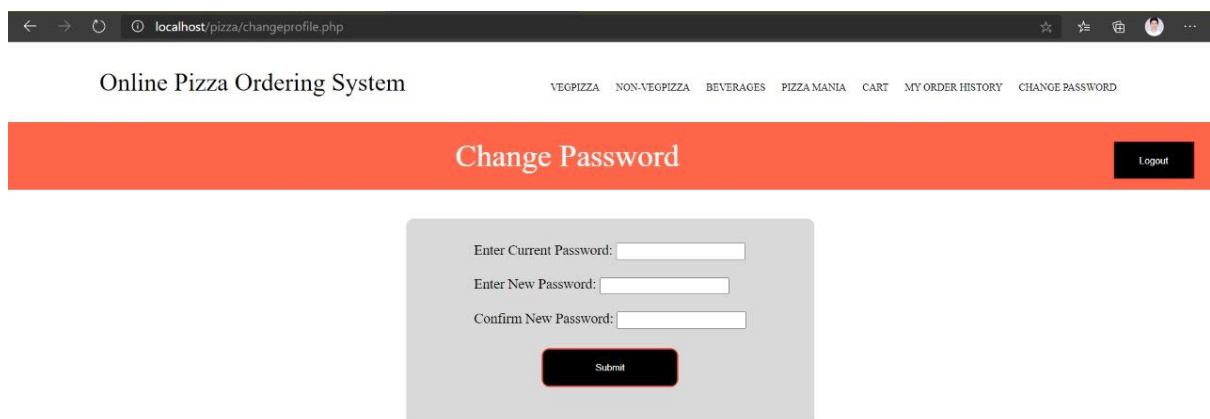 localhost/pizza/changeprofile.php
Online Pizza Ordering System
VEGPIZZA NON-VEGPIZZA BEVERAGES PIZZA MANIA CART MY ORDER HISTORY CHANGE PASSWORD
Change Password
Logout
Enter Current Password:
Enter New Password:
Confirm New Password:
Submit